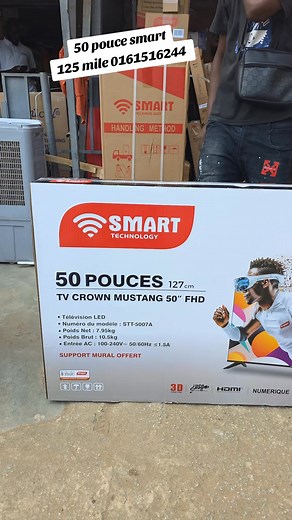 50 pouce smart
125 mile 0161516244
SMART
TECHNOLOGY
HANDLING METHOD
SMART
TECHNOLOGY
50 POUCES 127cm
TV CROWN MUSTANG 50" FHD
• Télévision LED
• Numéro du modèle : STT-5007A
• Poids Net : 7.95kg
• Poids Brut : 10.5kg
• Entrée AC : 100-240V~ 50/60Hz ≤1.5A
SUPPORT MURAL OFFERT
3D
HDMI
NUMERIQUE